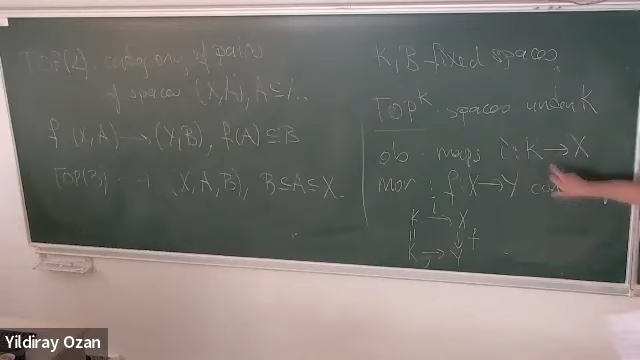 TOP(2) category of pairs
of spaces (X,A), A⊆X.
f (X,A) → (Y,B), f(A)⊆B
TOP(3) (X,A,B), B⊆A⊆X.
K, B fixed spaces
TOP^K spaces under K
ob maps i: K→X
mor : f: X→Y
K →^i X
|| ↓ f
K →_j Y
Yildiray Ozan